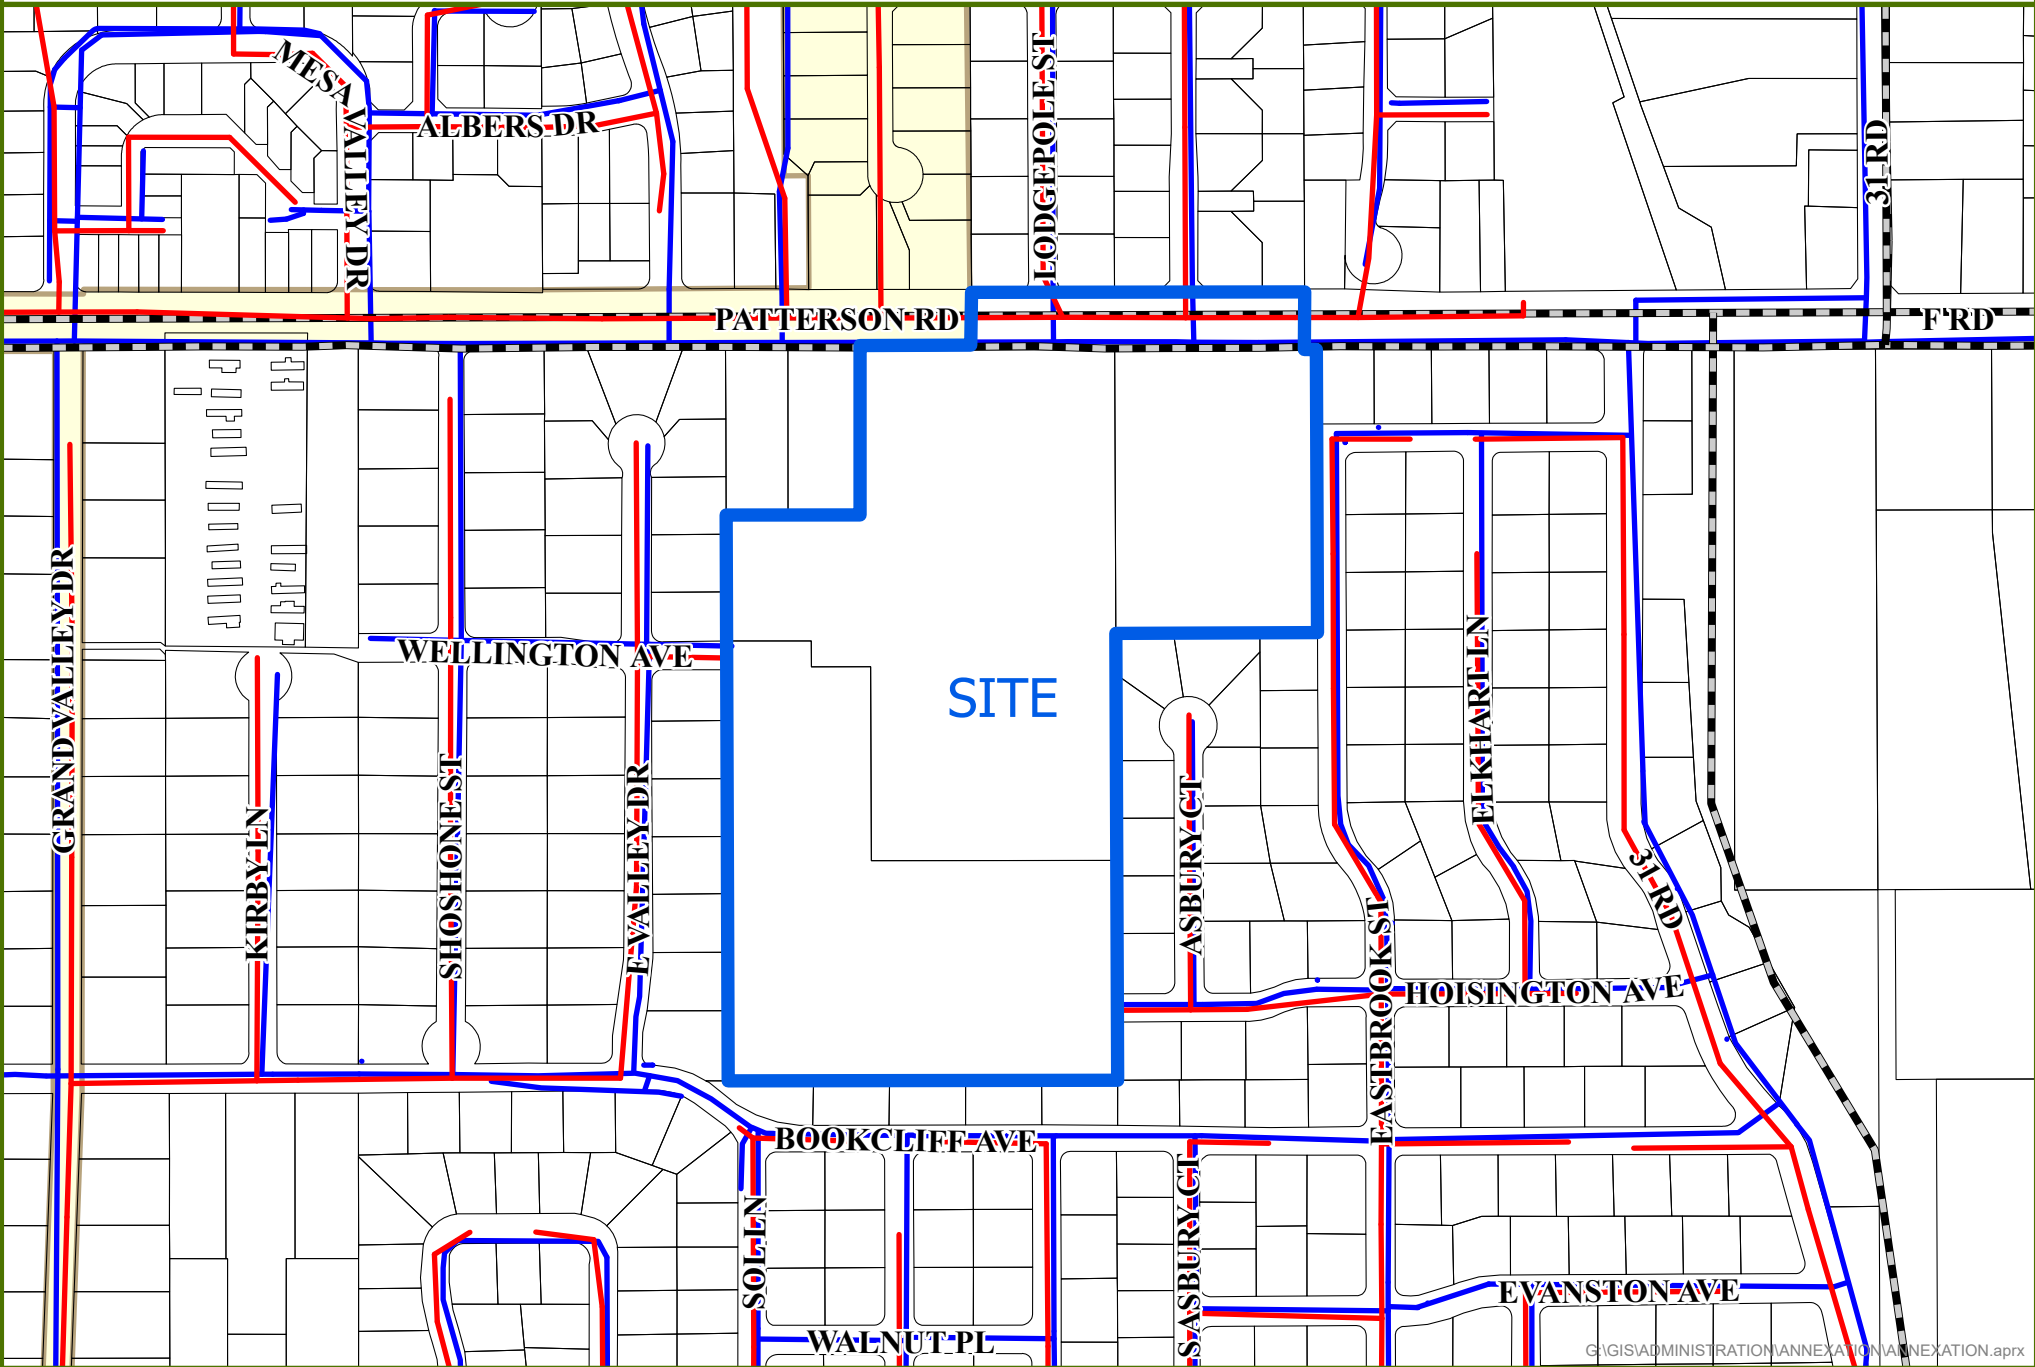 MESA VALLEY DR
ALBERS DR
LODGEPOLE ST
31 RD
PATTERSON RD
F RD
GRAND VALLEY DR
WELLINGTON AVE
SITE
ELKHART LN
KIRBY LN
SHOSHONE ST
E VALLEY DR
ASBURY CT
31 RD
EASTBROOK ST
HOISINGTON AVE
BOOKCLIFF AVE
SOL LN
S ASBURY CT
EVANSTON AVE
WALNUT PL
G:\GIS\ADMINISTRATION\ANNEXATION\ANNEXATION.aprx